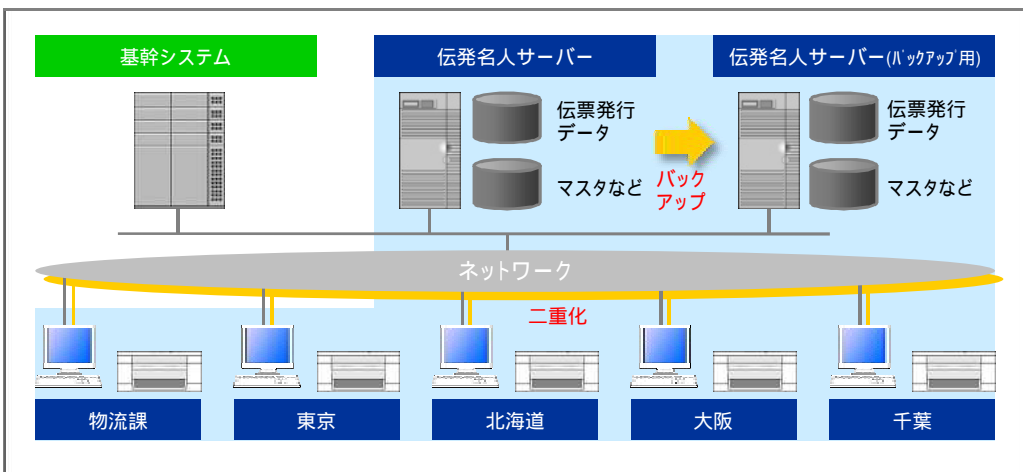 基幹システム
伝発名人サーバー
伝発名人サーバー(ﾊﾞｯｸｱｯﾌﾟ用)
伝票発行
データ
マスタなど
バック
アップ
伝票発行
データ
マスタなど
ネットワーク
二重化
物流課
東京
北海道
大阪
千葉